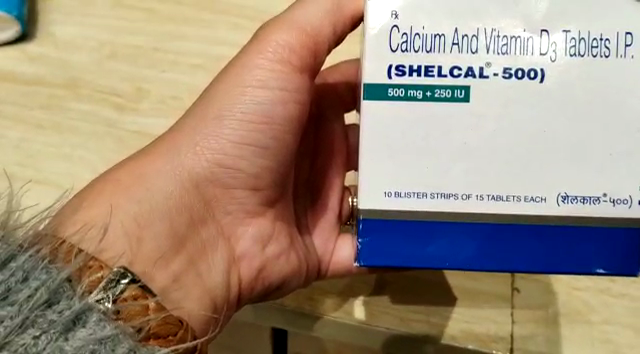 Rx
Calcium And Vitamin D3 Tablets I.P.
(SHELCAL®-500)
500 mg + 250 IU
10 BLISTER STRIPS OF 15 TABLETS EACH (शेलकाल®-५००)